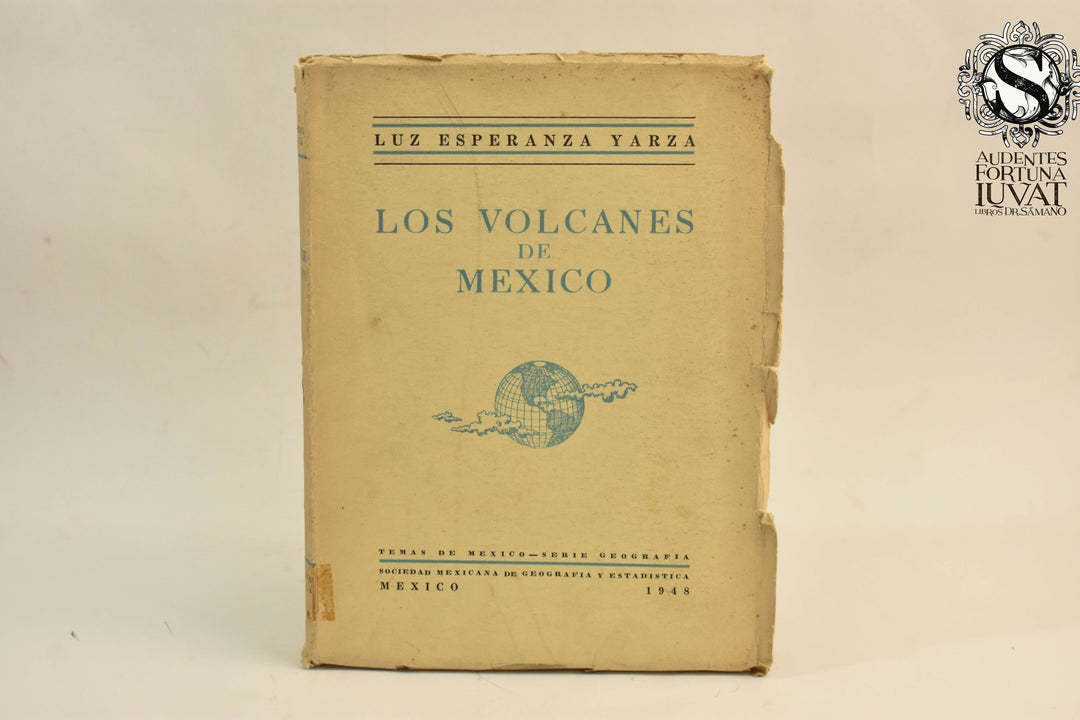 LUZ ESPERANZA YARZA
LOS VOLCANES
DE
MEXICO
TEMAS DE MEXICO—SERIE GEOGRAFIA
SOCIEDAD MEXICANA DE GEOGRAFIA Y ESTADISTICA
MEXICO 1948
S
AUDENTES
FORTUNA
IUVAT
LIBROS DR. SÁMANO